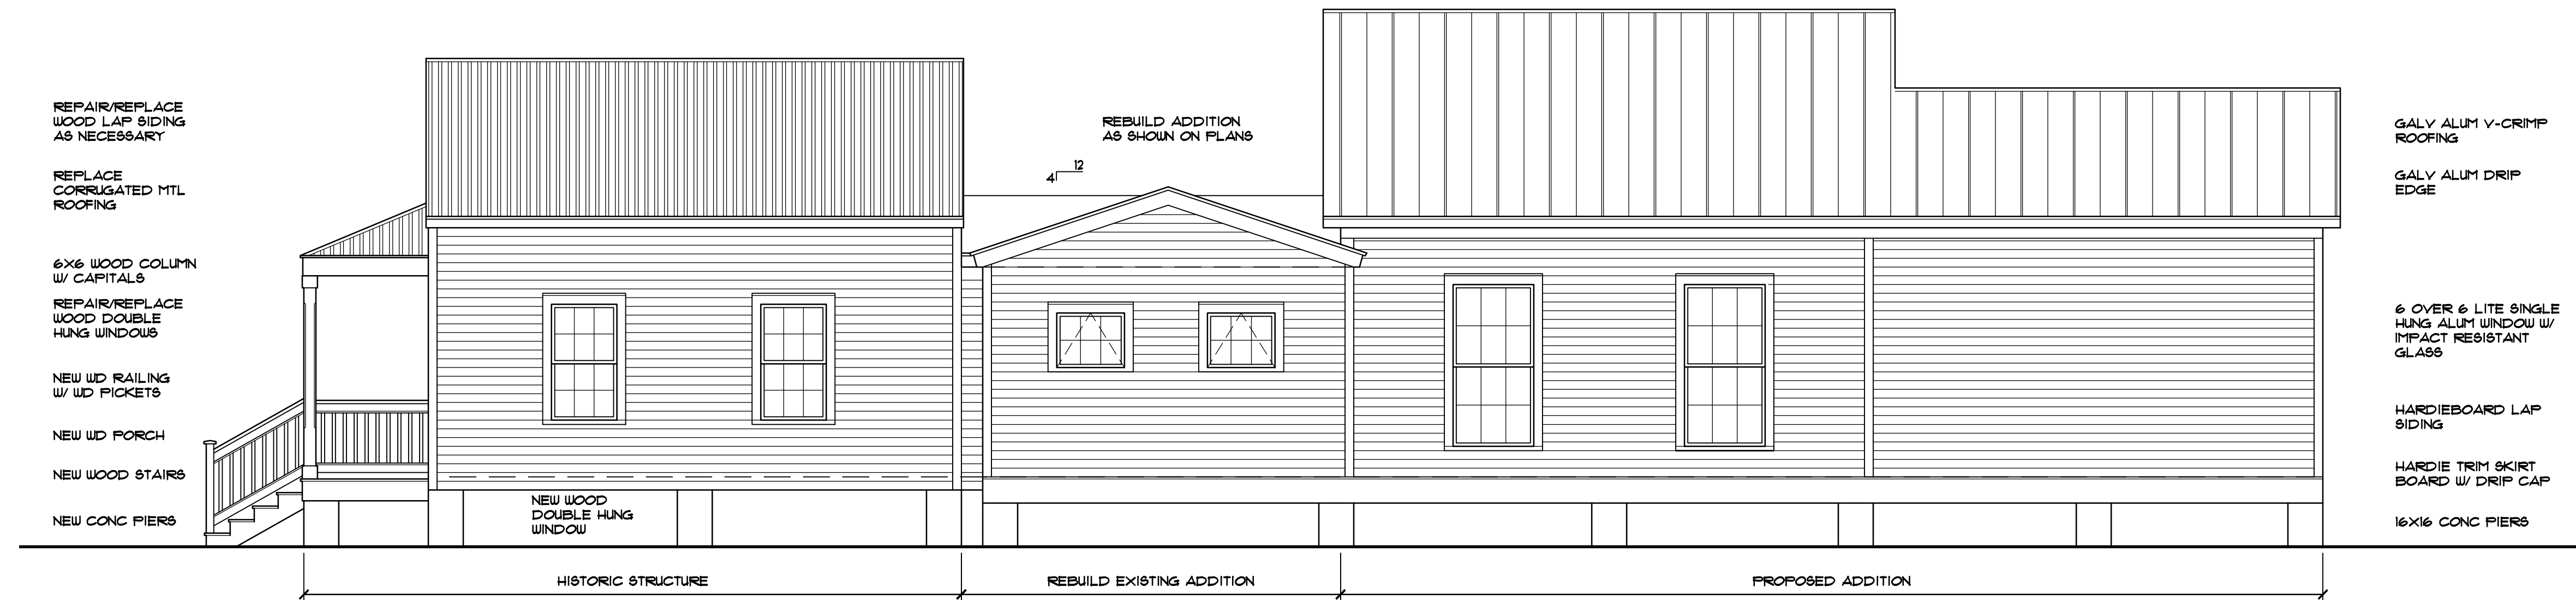 REPAIR/REPLACE
WOOD LAP SIDING
AS NECESSARY
REPLACE
CORRUGATED MTL
ROOFING
6X6 WOOD COLUMN
W/ CAPITALS
REPAIR/REPLACE
WOOD DOUBLE
HUNG WINDOWS
NEW WD RAILING
W/ WD PICKETS
NEW WD PORCH
NEW WOOD STAIRS
NEW CONC PIERS
NEW WOOD
DOUBLE HUNG
WINDOW
REBUILD ADDITION
AS SHOWN ON PLANS
12
4
GALV ALUM V-CRIMP
ROOFING
GALV ALUM DRIP
EDGE
6 OVER 6 LITE SINGLE
HUNG ALUM WINDOW W/
IMPACT RESISTANT
GLASS
HARDIEBOARD LAP
SIDING
HARDIE TRIM SKIRT
BOARD W/ DRIP CAP
16X16 CONC PIERS
HISTORIC STRUCTURE
REBUILD EXISTING ADDITION
PROPOSED ADDITION